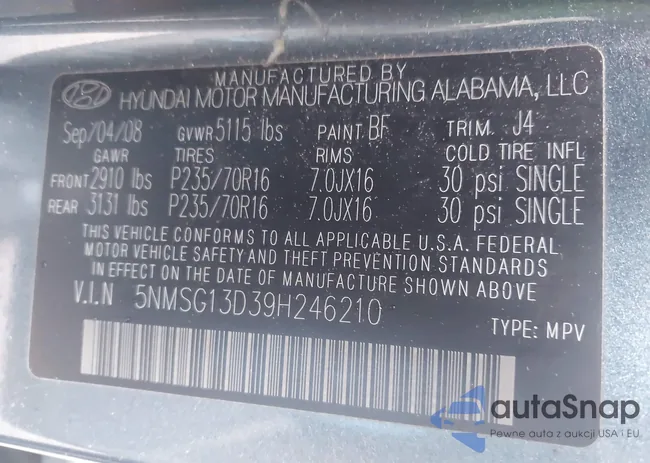 MANUFACTURED BY
HYUNDAI MOTOR MANUFACTURING ALABAMA, LLC
Sep/04/08 GVWR 5115 lbs PAINT BF TRIM. J4
GAWR TIRES RIMS COLD TIRE INFL
FRONT 2910 lbs P235/70R16 7.0JX16 30 psi SINGLE
REAR 3131 lbs P235/70R16 7.0JX16 30 psi SINGLE
THIS VEHICLE CONFORMS TO ALL APPLICABLE U.S.A. FEDERAL
MOTOR VEHICLE SAFETY AND THEFT PREVENTION STANDARDS
IN EFFECT ON THE DATE OF MANUFACTURE SHOWN ABOVE
V.I.N 5NMSG13D39H246210
TYPE: MPV
autaSnap
Pewne auta z aukcji USA i EU